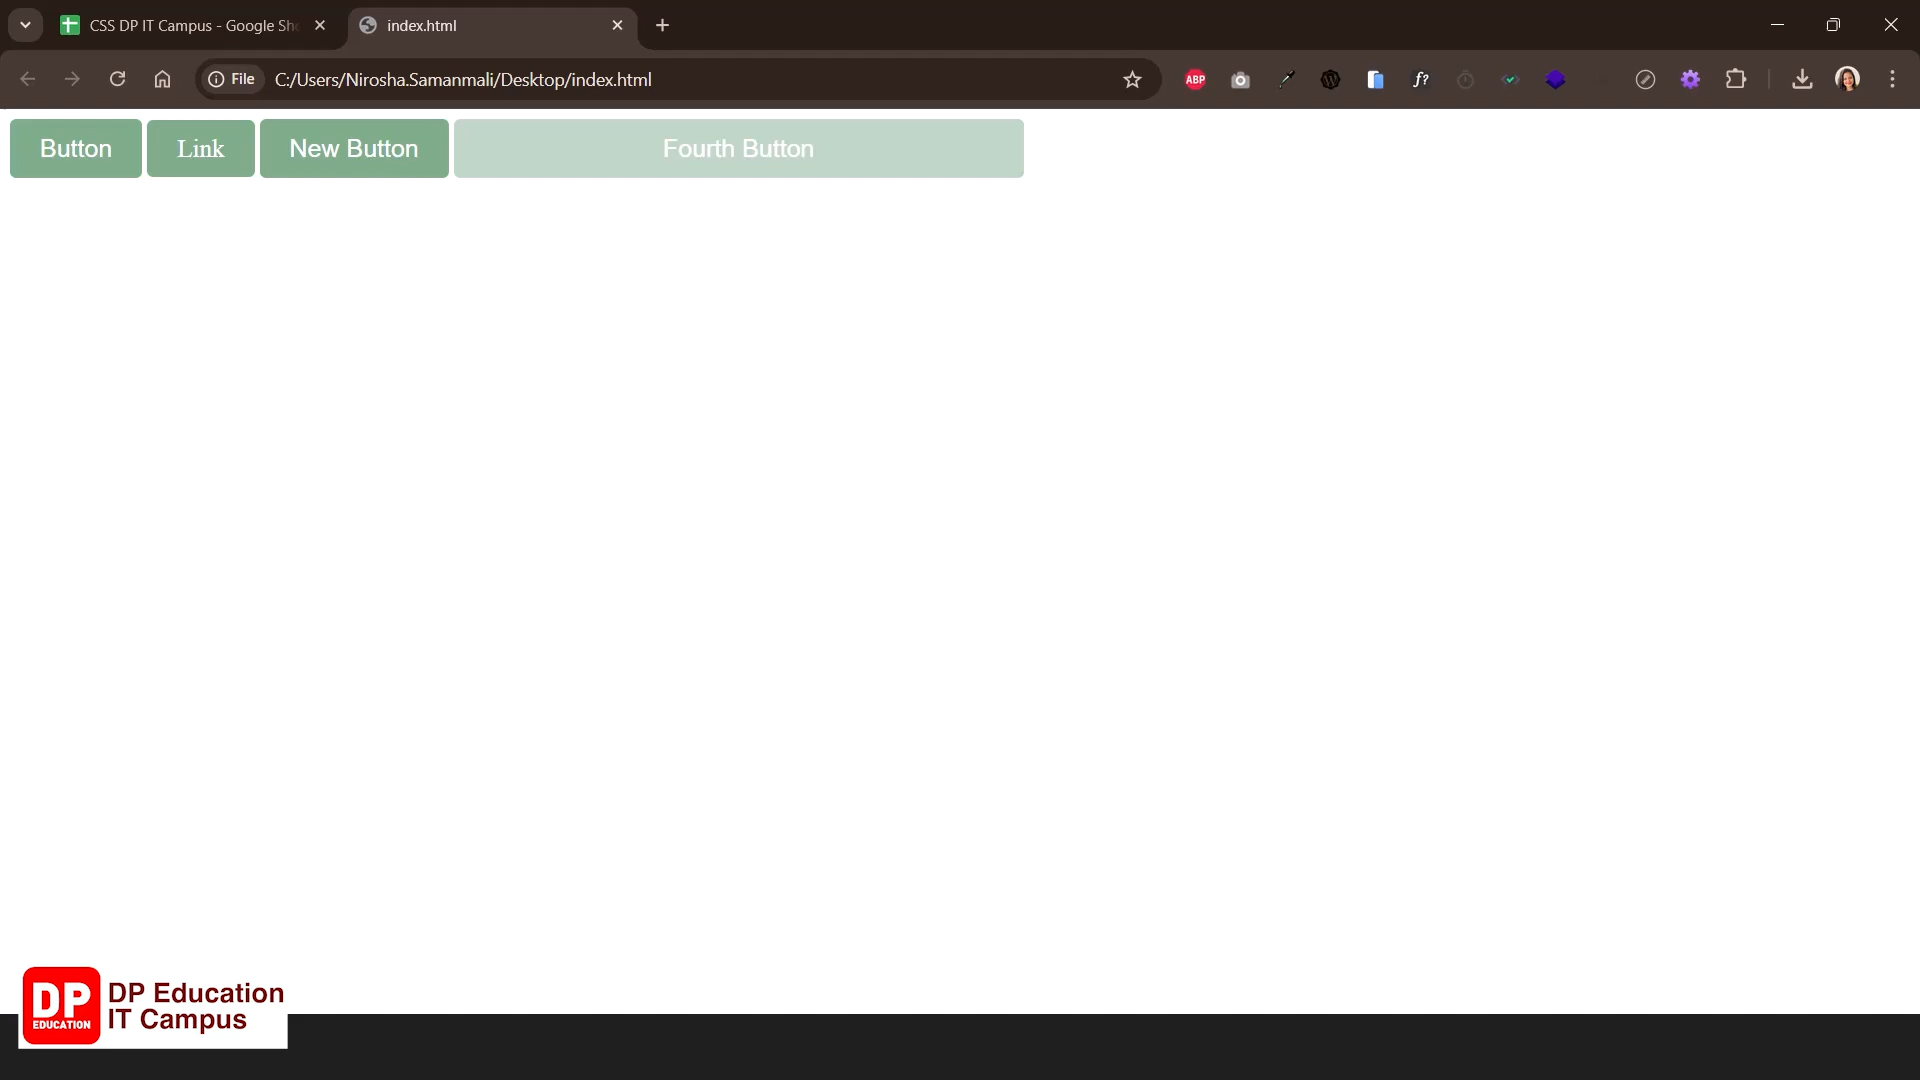 CSS DP IT Campus - Google She
index.html
File
C:/Users/Nirosha.Samanmali/Desktop/index.html
ABP
f?
Button
Link
New Button
Fourth Button
DP
EDUCATION
DP Education
IT Campus